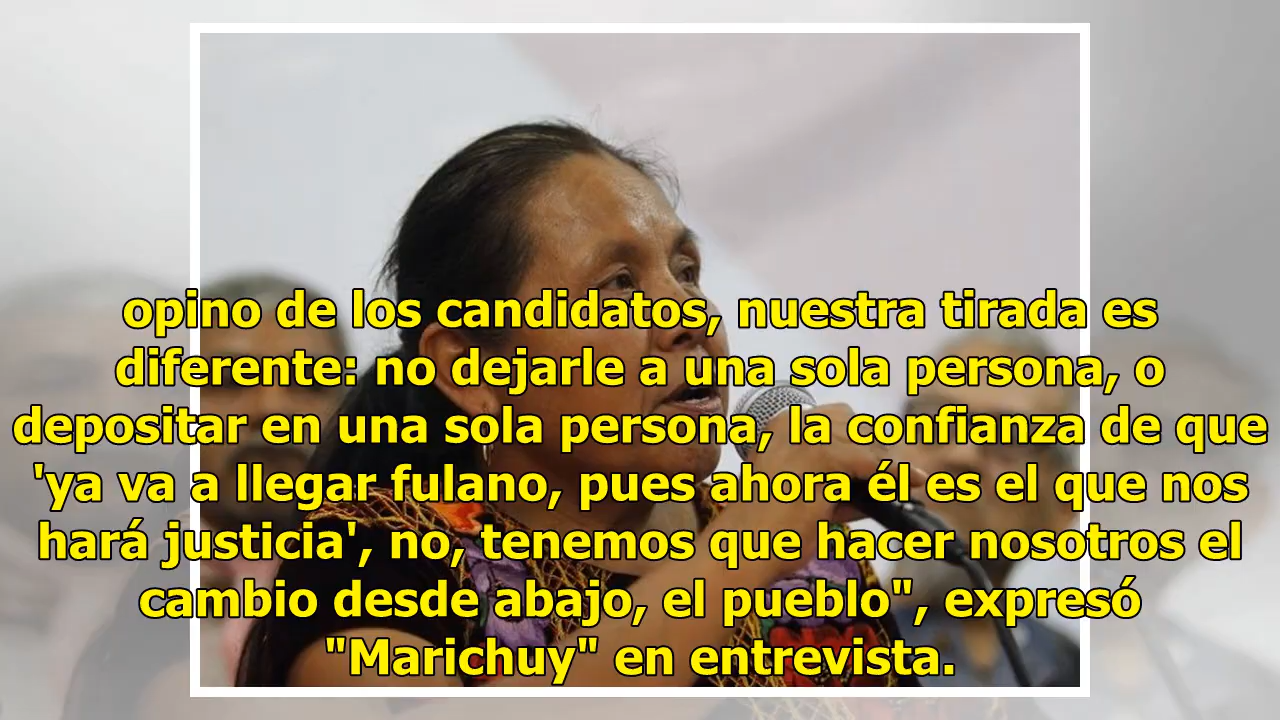 opino de los candidatos, nuestra tirada es
diferente: no dejarle a una sola persona, o
depositar en una sola persona, la confianza de que
'ya va a llegar fulano, pues ahora él es el que nos
hará justicia', no, tenemos que hacer nosotros el
cambio desde abajo, el pueblo", expresó
"Marichuy" en entrevista.